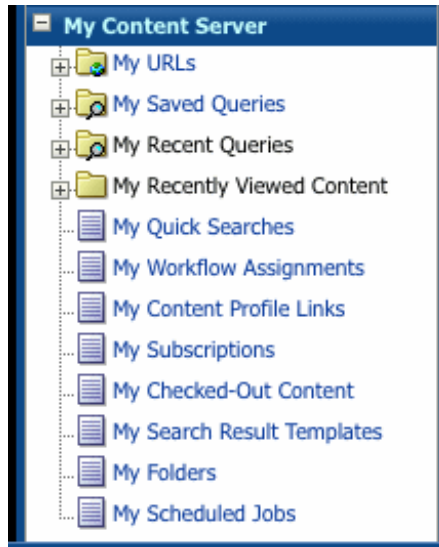 My Content Server
My URLs
My Saved Queries
My Recent Queries
My Recently Viewed Content
My Quick Searches
My Workflow Assignments
My Content Profile Links
My Subscriptions
My Checked-Out Content
My Search Result Templates
My Folders
My Scheduled Jobs